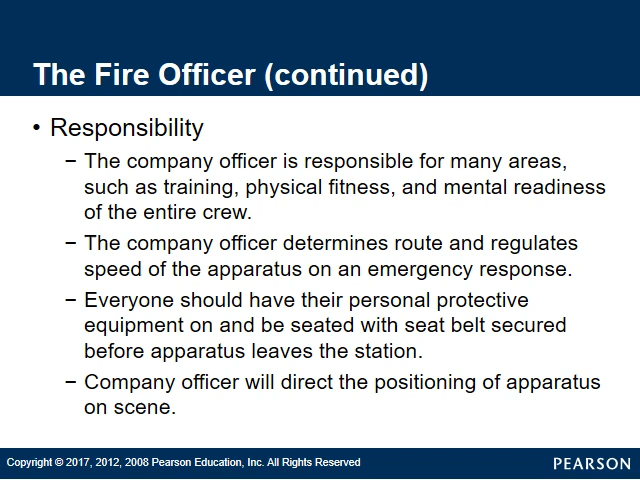 The Fire Officer (continued)
• Responsibility
– The company officer is responsible for many areas,
such as training, physical fitness, and mental readiness
of the entire crew.
– The company officer determines route and regulates
speed of the apparatus on an emergency response.
– Everyone should have their personal protective
equipment on and be seated with seat belt secured
before apparatus leaves the station.
– Company officer will direct the positioning of apparatus
on scene.
Copyright © 2017, 2012, 2008 Pearson Education, Inc. All Rights Reserved
PEARSON